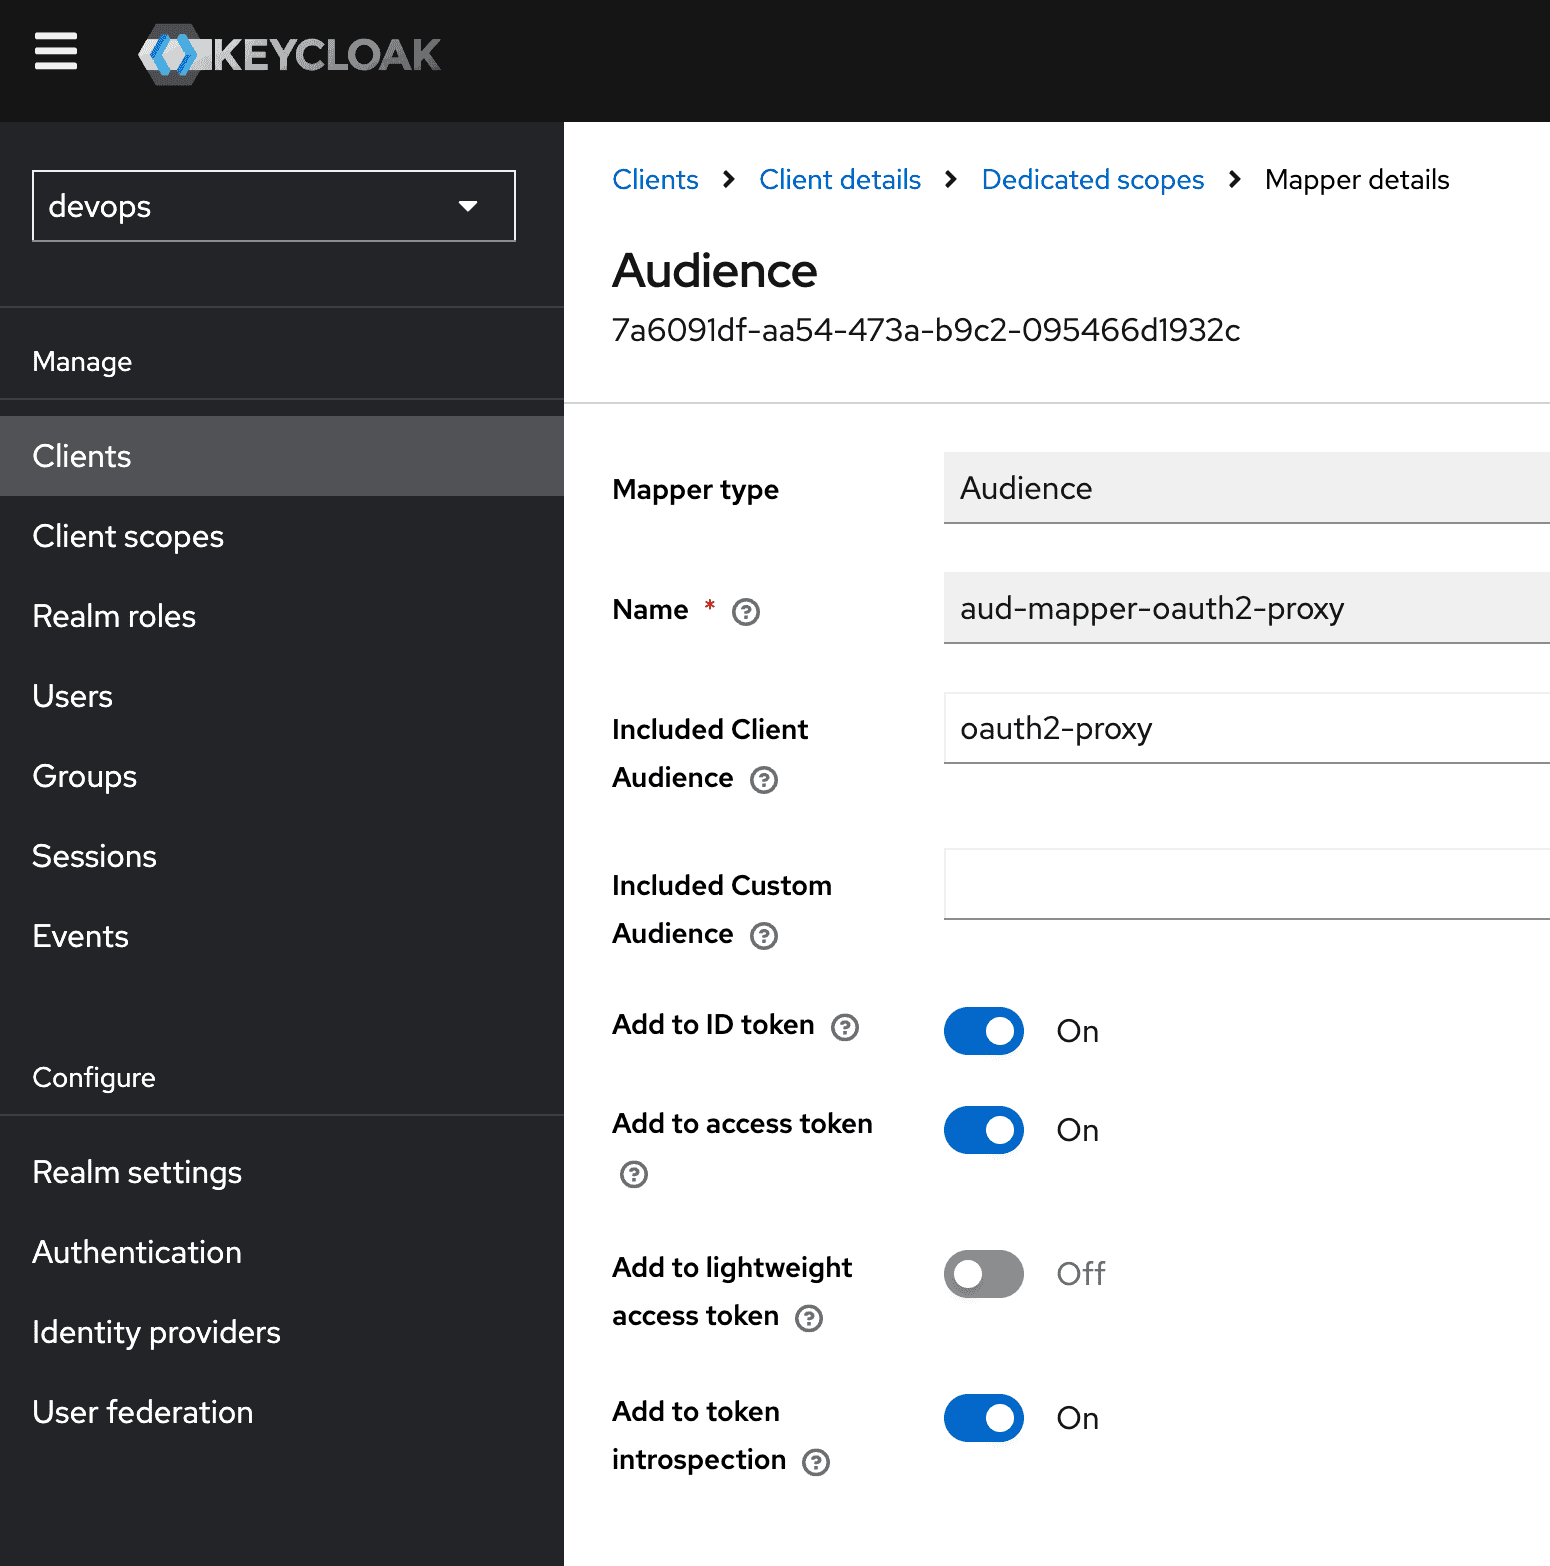 KEYCLOAK
devops
Manage
Clients
Client scopes
Realm roles
Users
Groups
Sessions
Events
Configure
Realm settings
Authentication
Identity providers
User federation
Clients > Client details > Dedicated scopes > Mapper details
Audience
7a6091df-aa54-473a-b9c2-095466d1932c
Mapper type
Audience
Name *
aud-mapper-oauth2-proxy
Included Client
Audience
oauth2-proxy
Included Custom
Audience
Add to ID token
On
Add to access token
On
Add to lightweight
access token
Off
Add to token
introspection
On